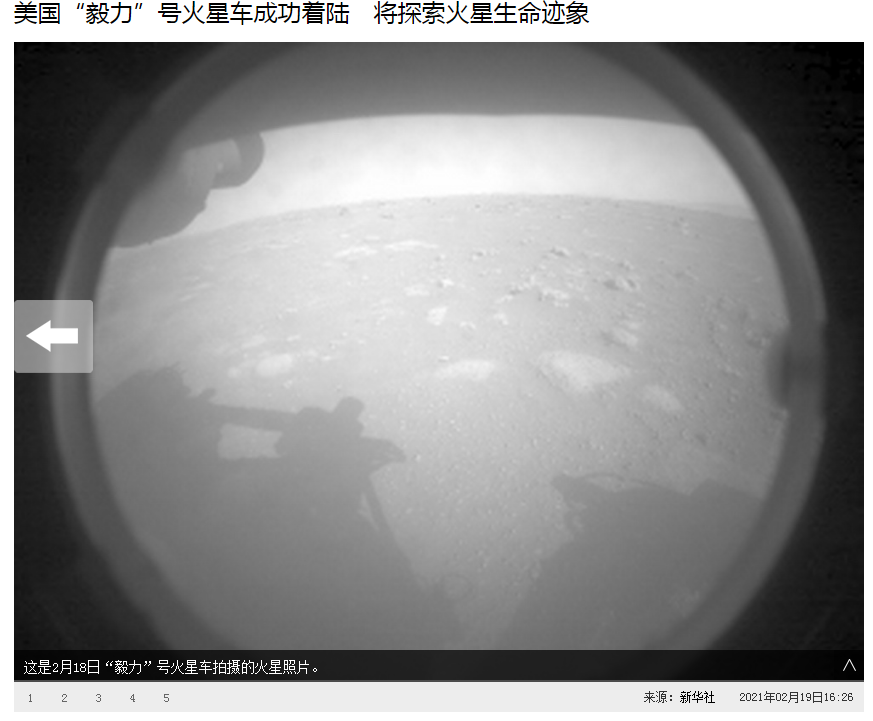 美国“毅力”号火星车成功着陆　将探索火星生命迹象
这是2月18日“毅力”号火星车拍摄的火星照片。
1 2 3 4 5 来源：新华社 2021年02月19日16:26